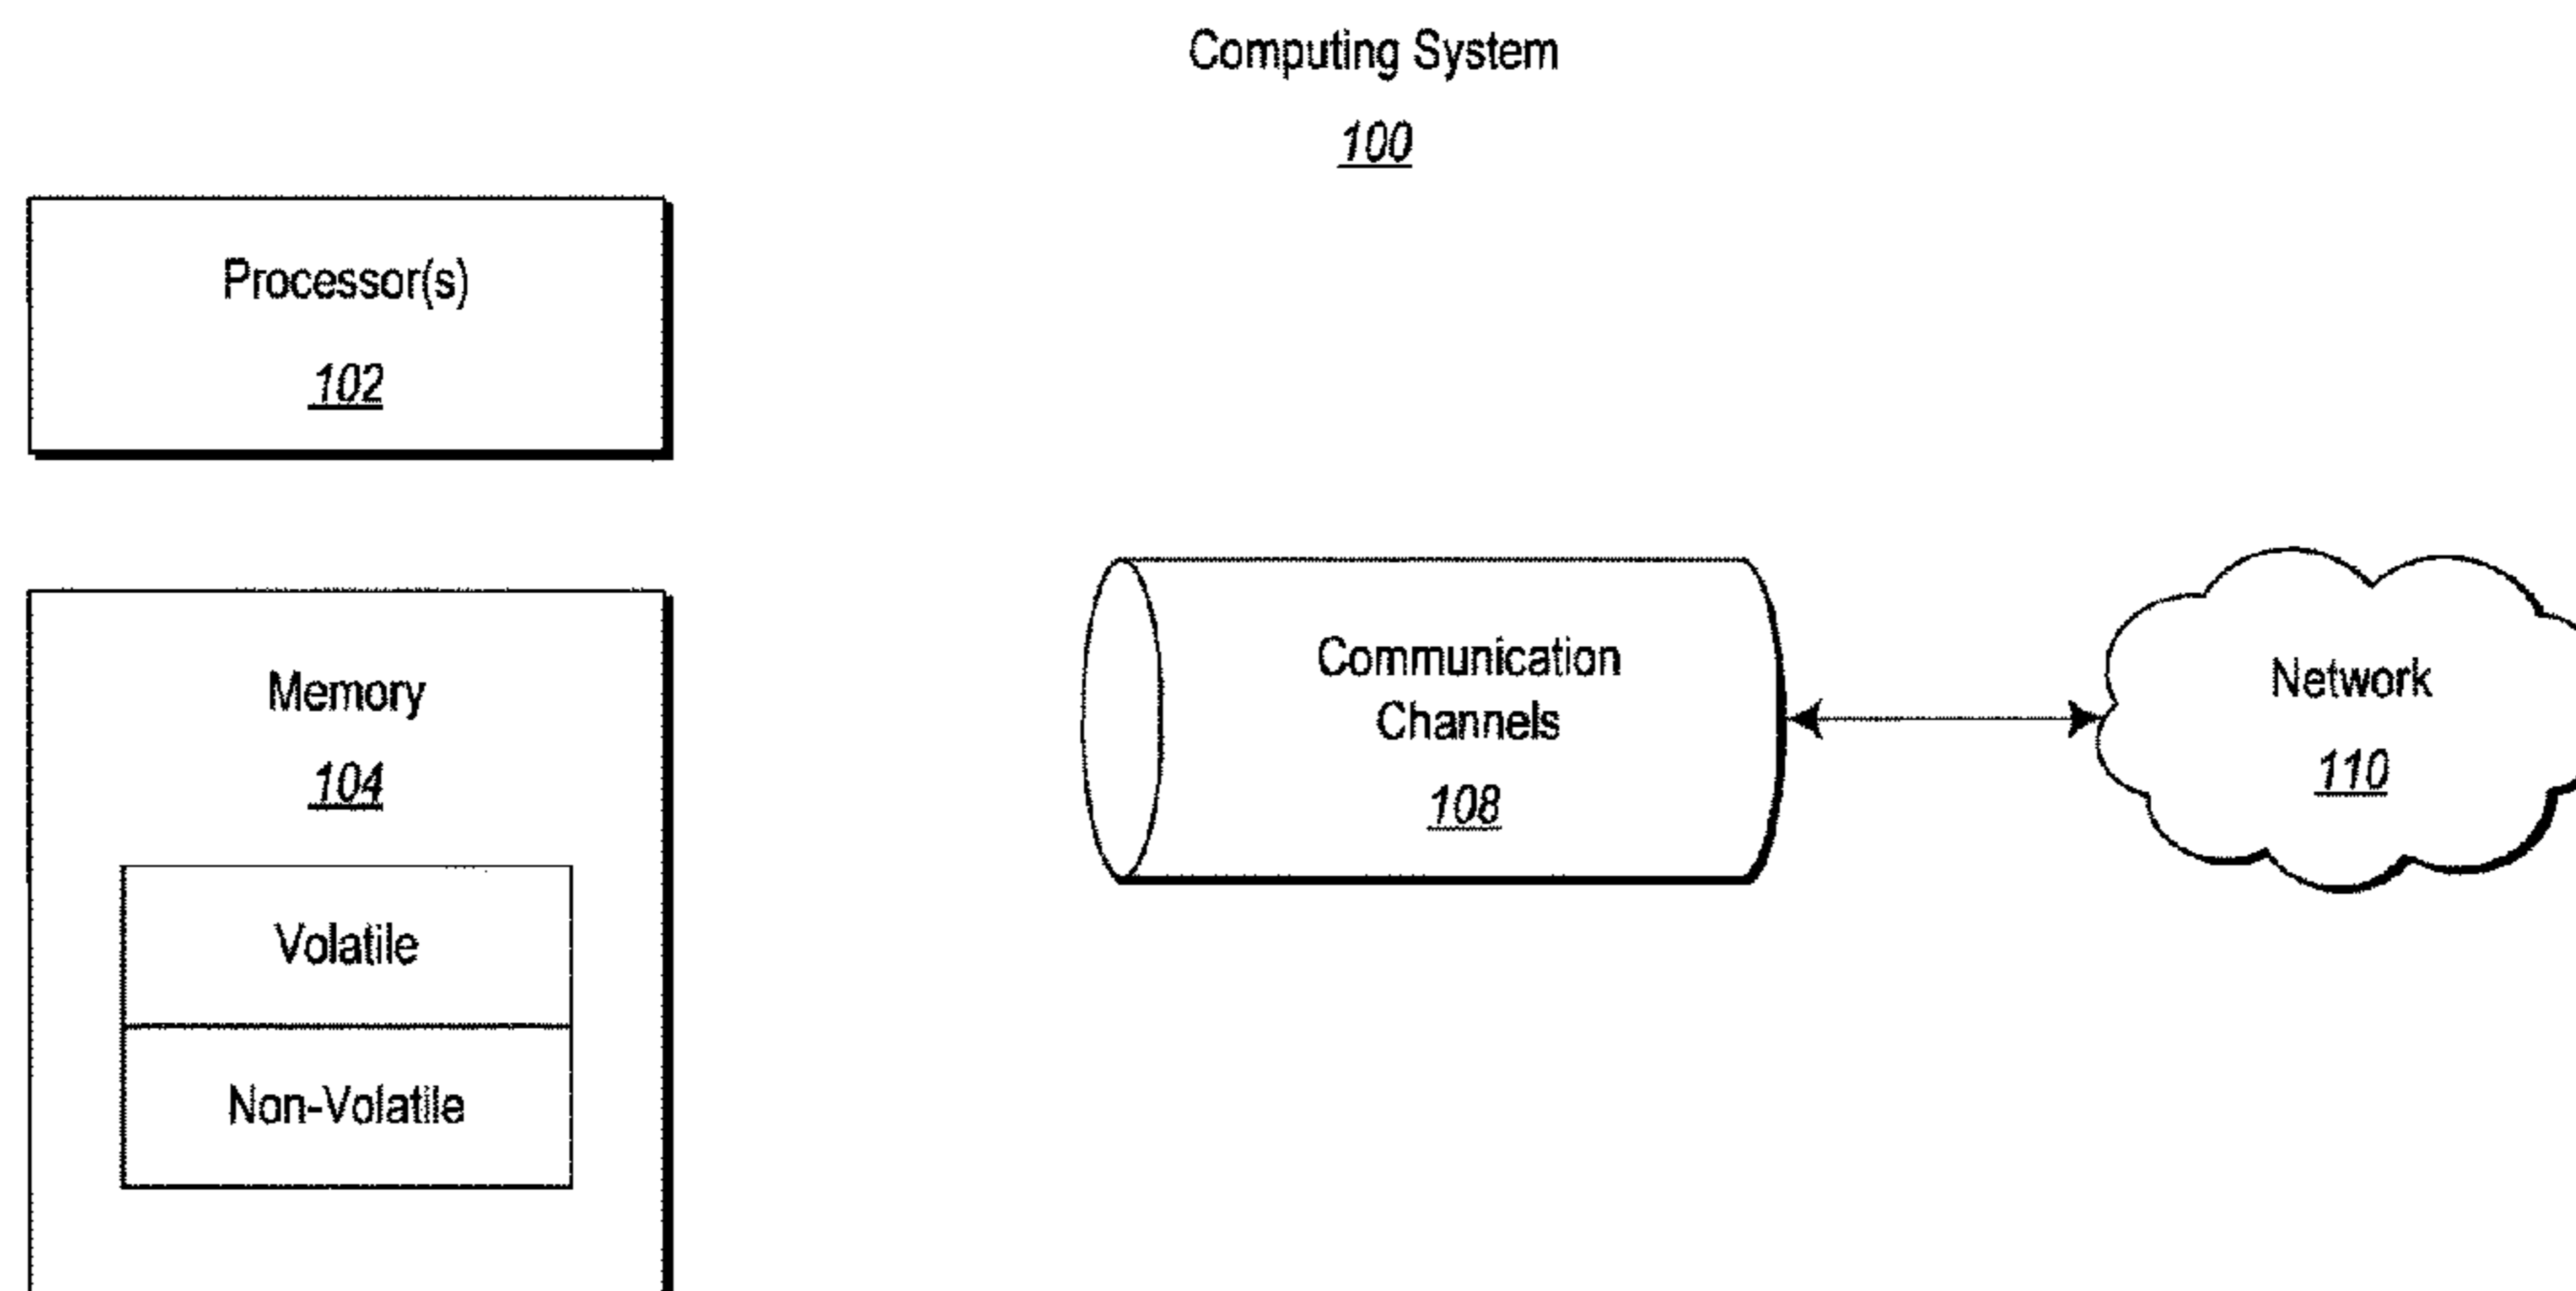 Computing System
100
Processor(s)
102
Memory
104
Volatile
Non-Volatile
Communication
Channels
108
Network
110